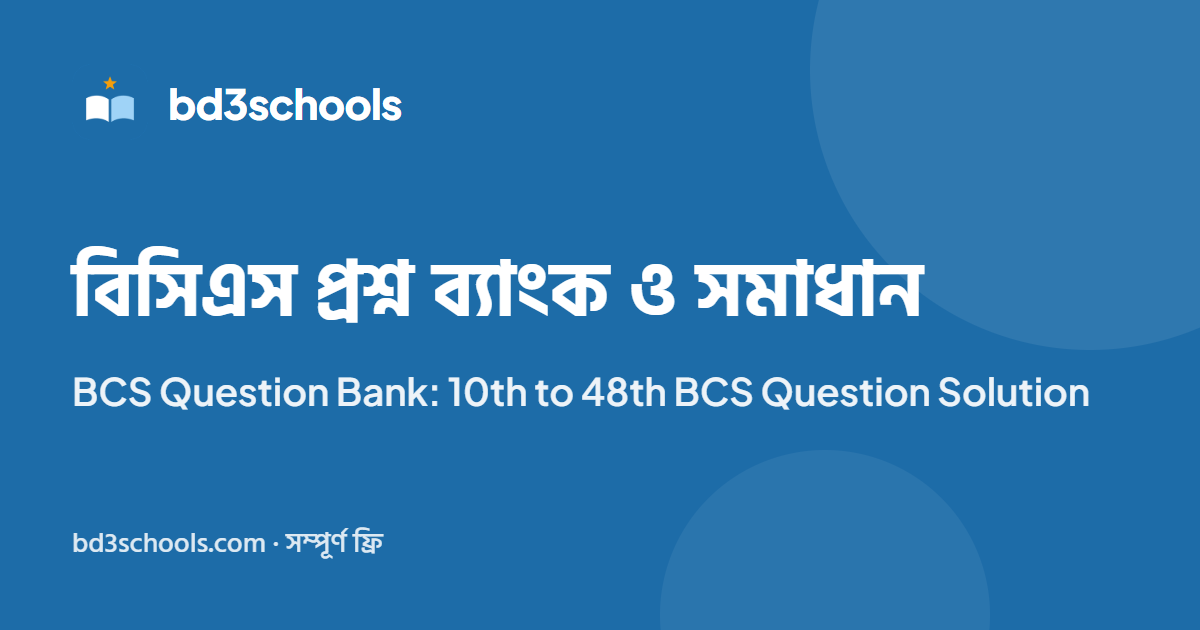 bd3schools
বিসিএস প্রশ্ন ব্যাংক ও সমাধান
BCS Question Bank: 10th to 48th BCS Question Solution
bd3schools.com · সম্পূর্ণ ফ্রি